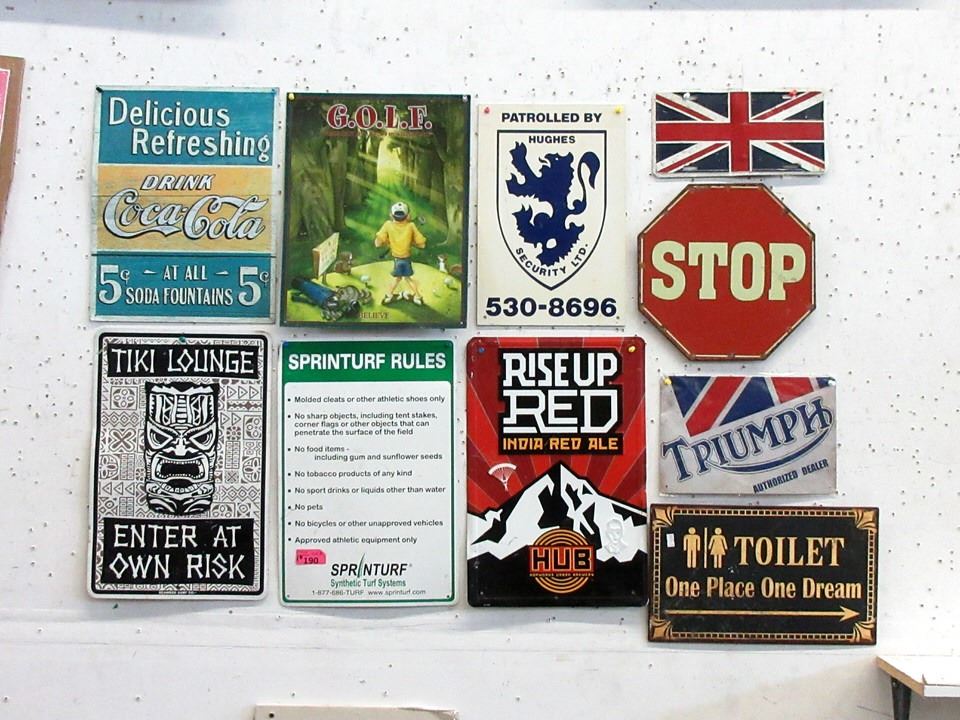 Delicious
Refreshing
DRINK
Coca-Cola
5¢ - AT ALL - 5¢
SODA FOUNTAINS
G.O.L.F.
BELIEVE
PATROLLED BY
HUGHES
SECURITY LTD.
530-8696
STOP
TIKI LOUNGE
ENTER AT
OWN RISK
SPRINTURF RULES
• Molded cleats or other athletic shoes only
• No sharp objects, including tent stakes,
corner flags or other objects that can
penetrate the surface of the field
• No food items -
including gum and sunflower seeds
• No tobacco products of any kind
• No sport drinks or liquids other than water
• No pets
• No bicycles or other unapproved vehicles
• Approved athletic equipment only
190
SPRINTURF®
Synthetic Turf Systems
1-877-686-TURF www.sprinturf.com
RISE UP
RED
INDIA RED ALE
HUB
TRIUMPH
AUTHORIZED DEALER
TOILET
One Place One Dream